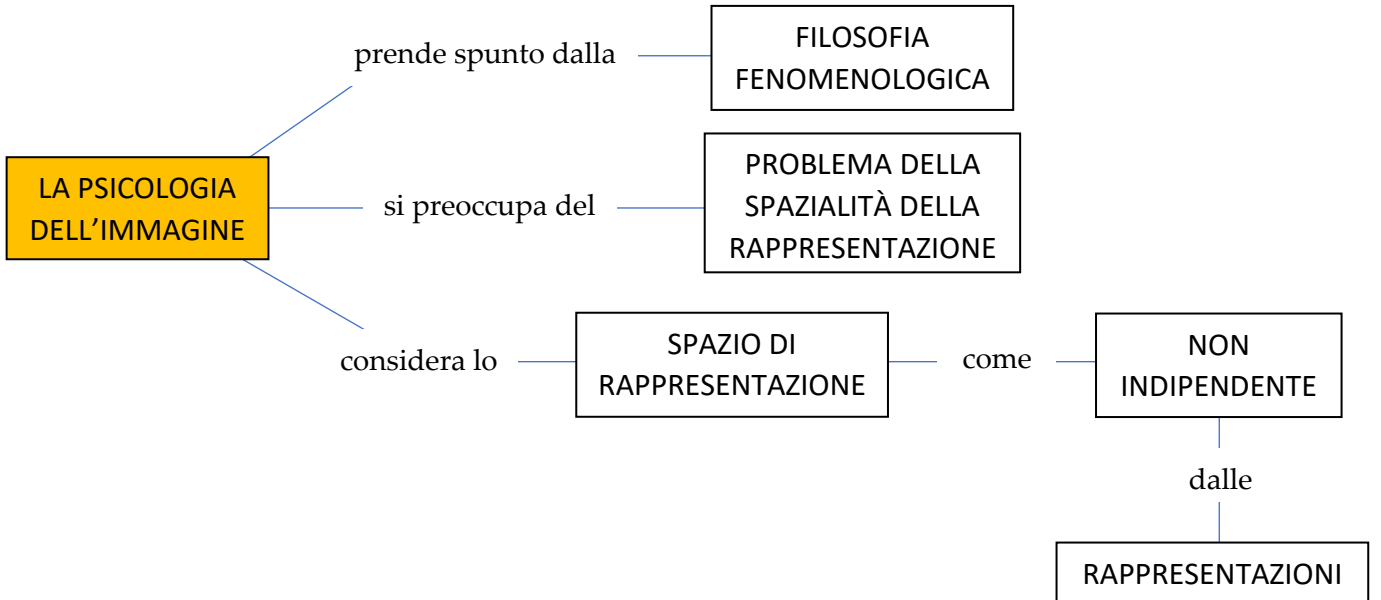 prende spunto dalla
FILOSOFIA
FENOMENOLOGICA
LA PSICOLOGIA
DELL’IMMAGINE
si preoccupa del
PROBLEMA DELLA
SPAZIALITÀ DELLA
RAPPRESENTAZIONE
considera lo
SPAZIO DI
RAPPRESENTAZIONE
come
NON
INDIPENDENTE
dalle
RAPPRESENTAZIONI